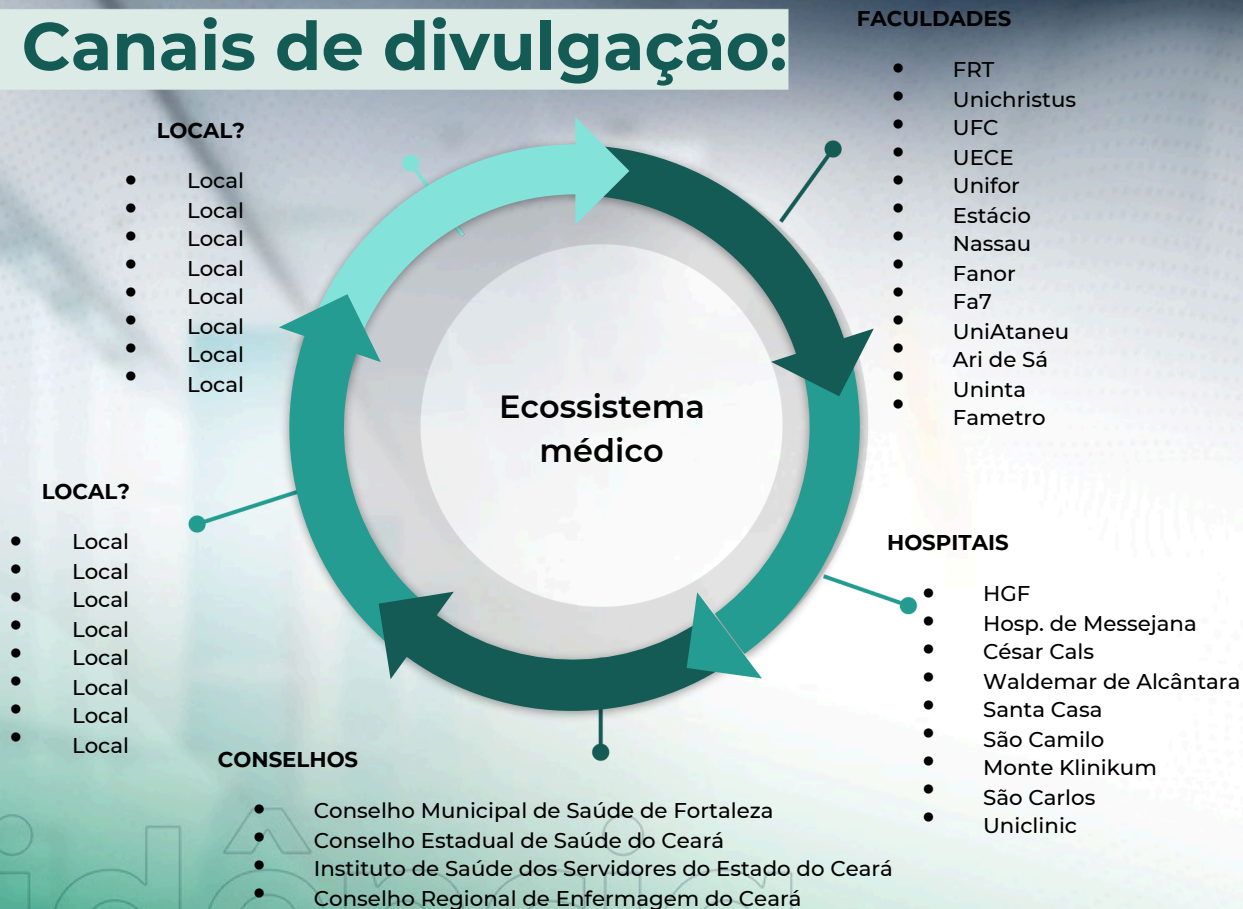 Canais de divulgação:
LOCAL?
Local
Local
Local
Local
Local
Local
Local
Local
LOCAL?
Local
Local
Local
Local
Local
Local
Local
Local
Ecossistema
médico
FACULDADES
FRT
Unichristus
UFC
UECE
Unifor
Estácio
Nassau
Fanor
Fa7
UniAtaneu
Ari de Sá
Uninta
Fametro
HOSPITAIS
HGF
Hosp. de Messejana
César Cals
Waldemar de Alcântara
Santa Casa
São Camilo
Monte Klinikum
São Carlos
Uniclinic
CONSELHOS
Conselho Municipal de Saúde de Fortaleza
Conselho Estadual de Saúde do Ceará
Instituto de Saúde dos Servidores do Estado do Ceará
Conselho Regional de Enfermagem do Ceará